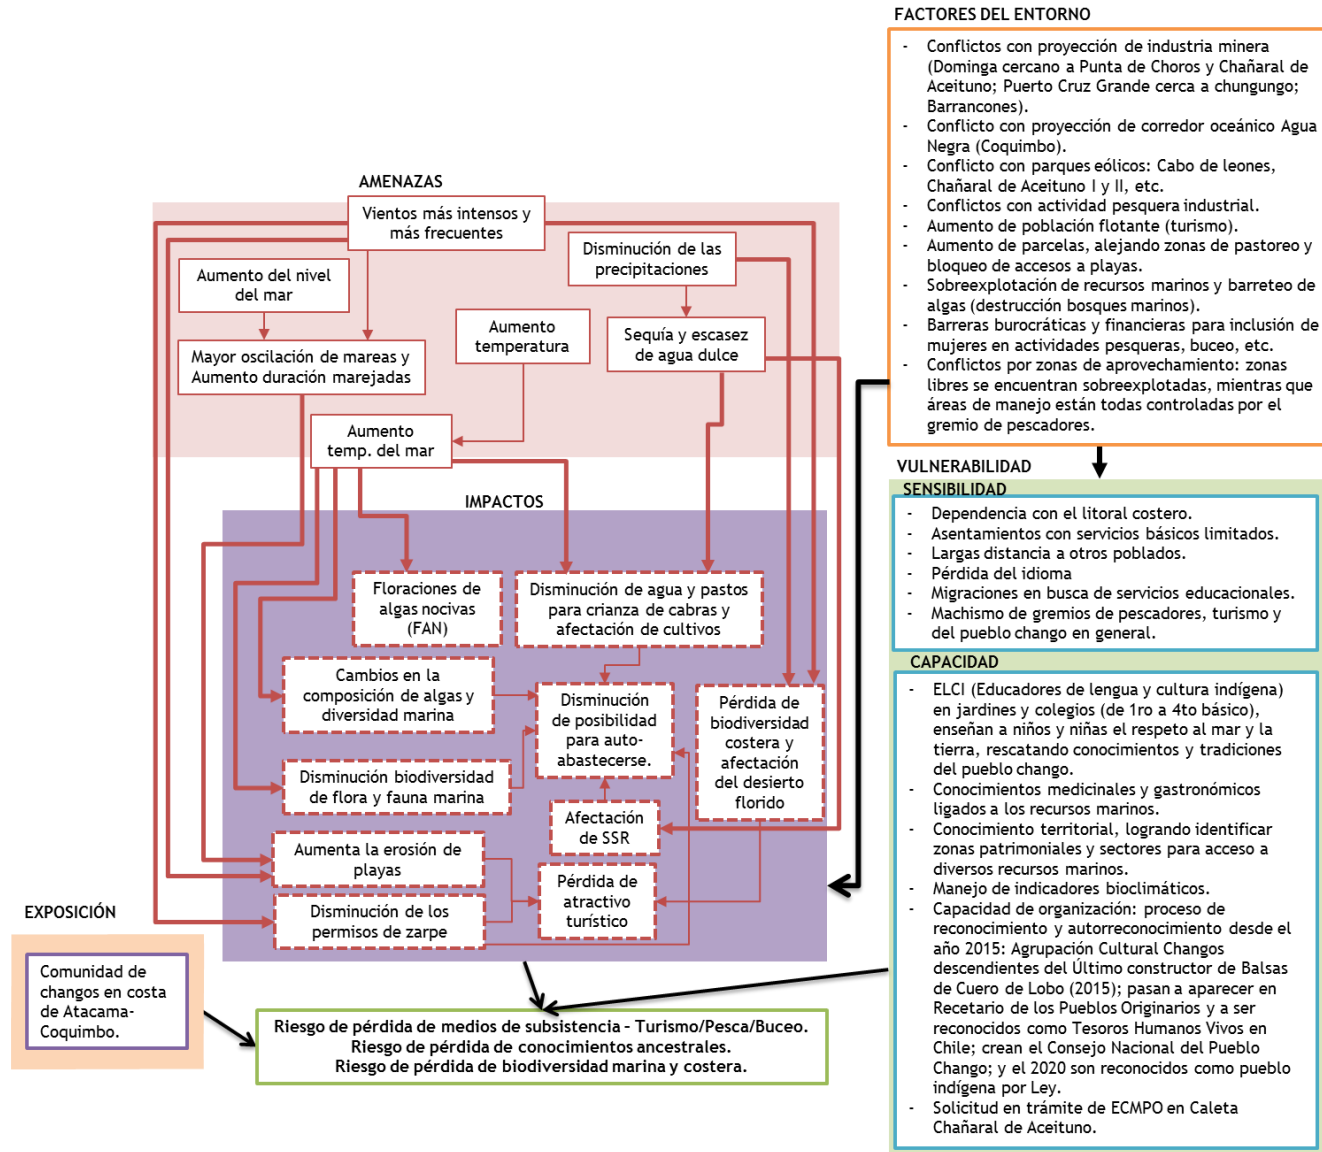 FACTORES DEL ENTORNO
- Conflictos con proyección de industria minera
(Dominga cercano a Punta de Choros y Chañaral de
Aceituno; Puerto Cruz Grande cerca a chungungo;
Barrancones).
- Conflicto con proyección de corredor oceánico Agua
Negra (Coquimbo).
- Conflicto con parques eólicos: Cabo de leones,
Chañaral de Aceituno I y II, etc.
- Conflictos con actividad pesquera industrial.
- Aumento de población flotante (turismo).
- Aumento de parcelas, alejando zonas de pastoreo y
bloqueo de accesos a playas.
- Sobreexplotación de recursos marinos y barreteo de
algas (destrucción bosques marinos).
- Barreras burocráticas y financieras para inclusión de
mujeres en actividades pesqueras, buceo, etc.
- Conflictos por zonas de aprovechamiento: zonas
libres se encuentran sobreexplotadas, mientras que
áreas de manejo están todas controladas por el
gremio de pescadores.
AMENAZAS
Vientos más intensos y
más frecuentes
Disminución de las
precipitaciones
Aumento del nivel
del mar
Aumento
temperatura
Sequía y escasez
de agua dulce
Mayor oscilación de mareas y
Aumento duración marejadas
Aumento
temp. del mar
IMPACTOS
Floraciones de
algas nocivas
(FAN)
Disminución de agua y pastos
para crianza de cabras y
afectación de cultivos
Cambios en la
composición de algas y
diversidad marina
Disminución
de posibilidad
para auto-
abastecerse.
Pérdida de
biodiversidad
costera y
afectación
del desierto
florido
Disminución biodiversidad
de flora y fauna marina
Afectación
de SSR
Aumenta la erosión de
playas
Pérdida de
atractivo
turístico
Disminución de los
permisos de zarpe
EXPOSICIÓN
Comunidad de
changos en costa
de Atacama-
Coquimbo.
Riesgo de pérdida de medios de subsistencia - Turismo/Pesca/Buceo.
Riesgo de pérdida de conocimientos ancestrales.
Riesgo de pérdida de biodiversidad marina y costera.
VULNERABILIDAD
SENSIBILIDAD
- Dependencia con el litoral costero.
- Asentamientos con servicios básicos limitados.
- Largas distancia a otros poblados.
- Pérdida del idioma
- Migraciones en busca de servicios educacionales.
- Machismo de gremios de pescadores, turismo y
del pueblo chango en general.
CAPACIDAD
- ELCI (Educadores de lengua y cultura indígena)
en jardines y colegios (de 1ro a 4to básico),
enseñan a niños y niñas el respeto al mar y la
tierra, rescatando conocimientos y tradiciones
del pueblo chango.
- Conocimientos medicinales y gastronómicos
ligados a los recursos marinos.
- Conocimiento territorial, logrando identificar
zonas patrimoniales y sectores para acceso a
diversos recursos marinos.
- Manejo de indicadores bioclimáticos.
- Capacidad de organización: proceso de
reconocimiento y autorreconocimiento desde el
año 2015: Agrupación Cultural Changos
descendientes del Último constructor de Balsas
de Cuero de Lobo (2015); pasan a aparecer en
Recetario de los Pueblos Originarios y a ser
reconocidos como Tesoros Humanos Vivos en
Chile; crean el Consejo Nacional del Pueblo
Chango; y el 2020 son reconocidos como pueblo
indígena por Ley.
- Solicitud en trámite de ECMPO en Caleta
Chañaral de Aceituno.